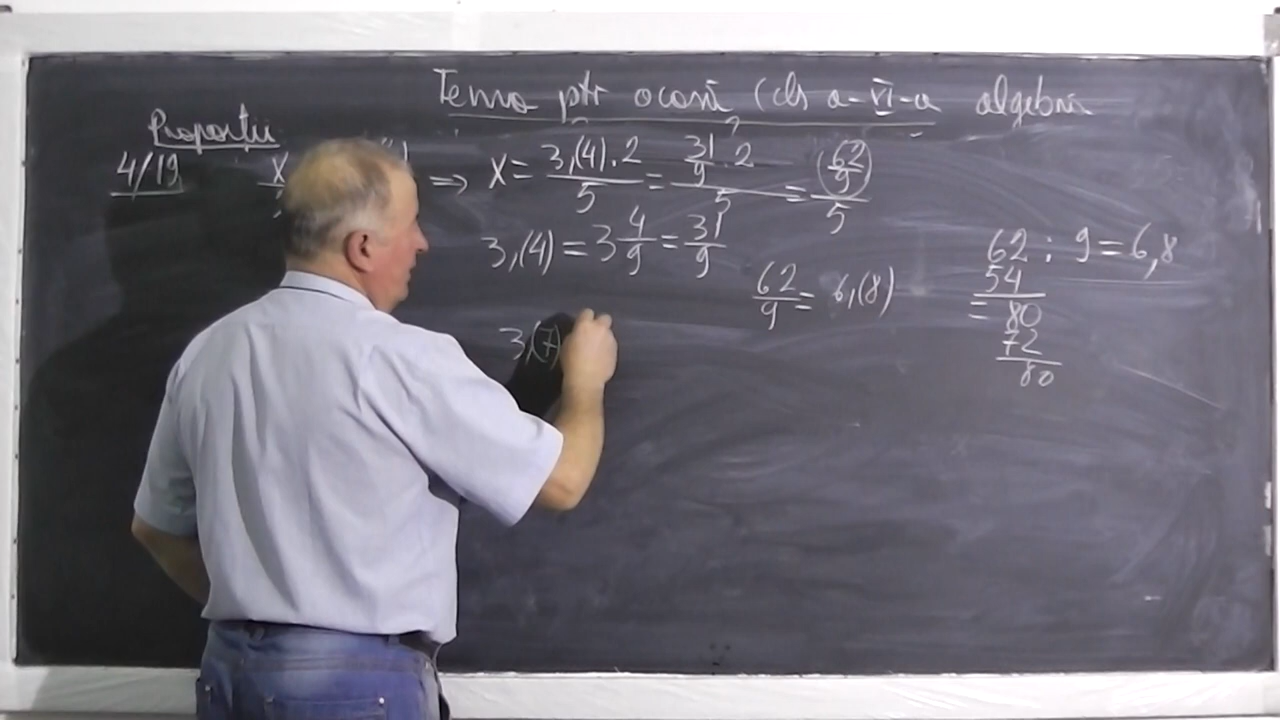 Tema ptr acasă (cls a-VI-a algebră
Proporții
4/19 x ⇒ x = 3,(4)·2 / 5 = 31/9 · 2 / 5 = (62/9) / 5
3,(4) = 3 4/9 = 31/9
62/9 = 6,(8)
3,(7)
62 : 9 = 6,8
54
= 80
72
80